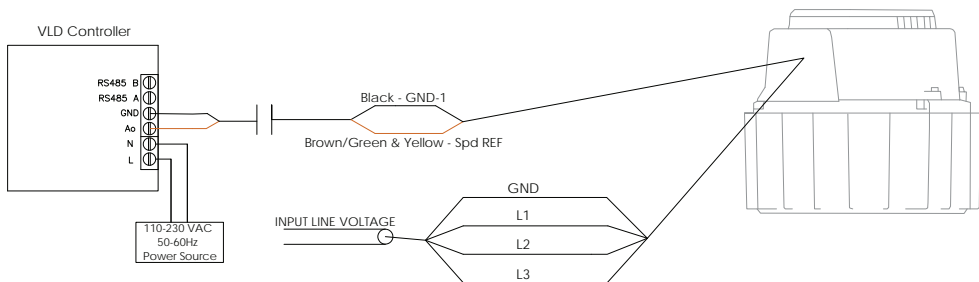 VLD Controller
RS485 B
RS485 A
GND
Ao
N
L
Black - GND-1
Brown/Green & Yellow - Spd REF
110-230 VAC
50-60Hz
Power Source
INPUT LINE VOLTAGE
GND
L1
L2
L3